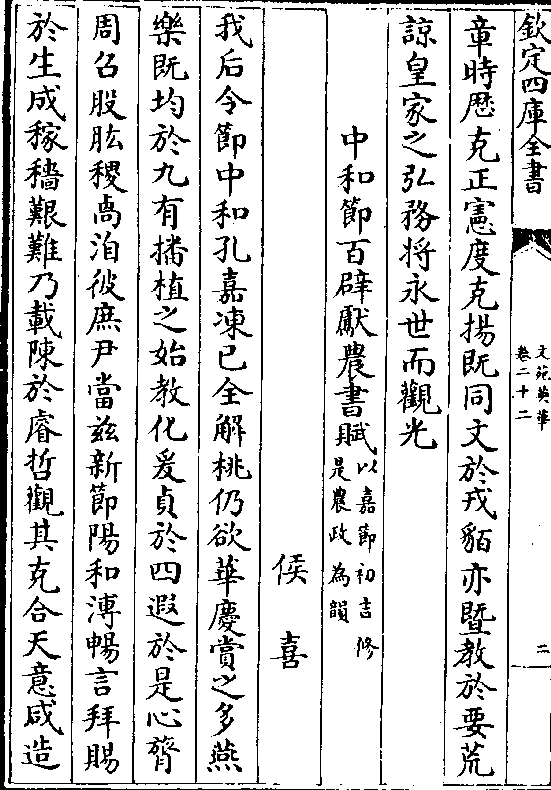 欽定四庫全書
文苑英華
卷二十二
二
章時歴克正憲度克揚既同文於戎貊亦暨教於要荒
諒皇家之弘務将永世而觀光
中和節百辟獻農書賦以嘉節初吉修
是農政為韻
侯喜
我后令節中和孔嘉凍已全解桃仍欲華慶賞之多燕
樂既均於九有播植之始教化爰貞於四遐於是心膂
周召股肱稷卨洎彼庶尹當兹新節陽和溥暢言拜賜
於生成稼穡艱難乃載陳於睿哲觀其克合天意咸造